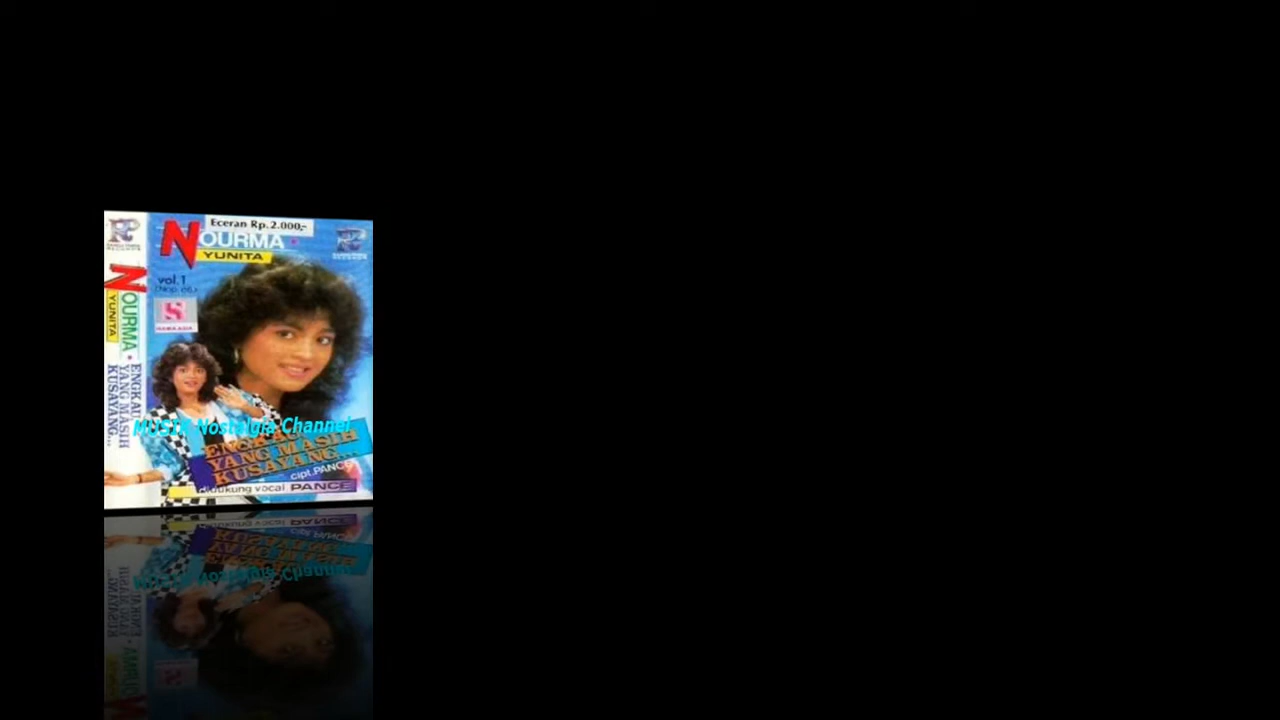 Eceran Rp.2.000,-
NOURMA
YUNITA
vol.1
NOURMA
YUNITA
ENGKAU
YANG MASIH
KUSAYANG...
MUSIK Nostalgia Channel
ENGKAU
YANG MASIH
KUSAYANG...
cipt.PANCE
didukung vocal PANCE